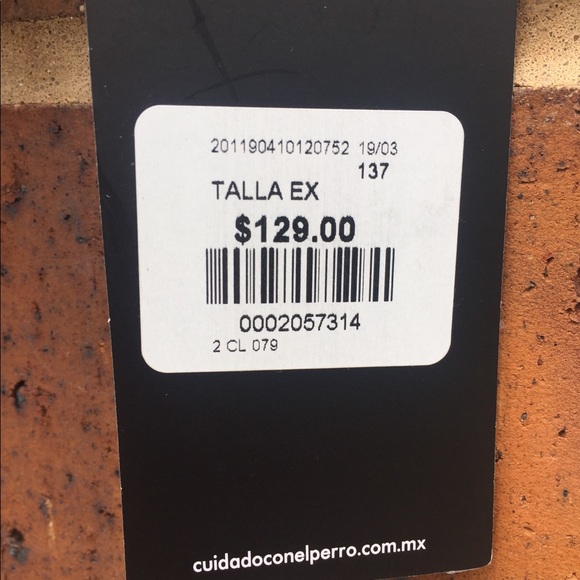 201190410120752 19/03
137
TALLA EX
$129.00
0002057314
2 CL 079
cuidadoconelperro.com.mx